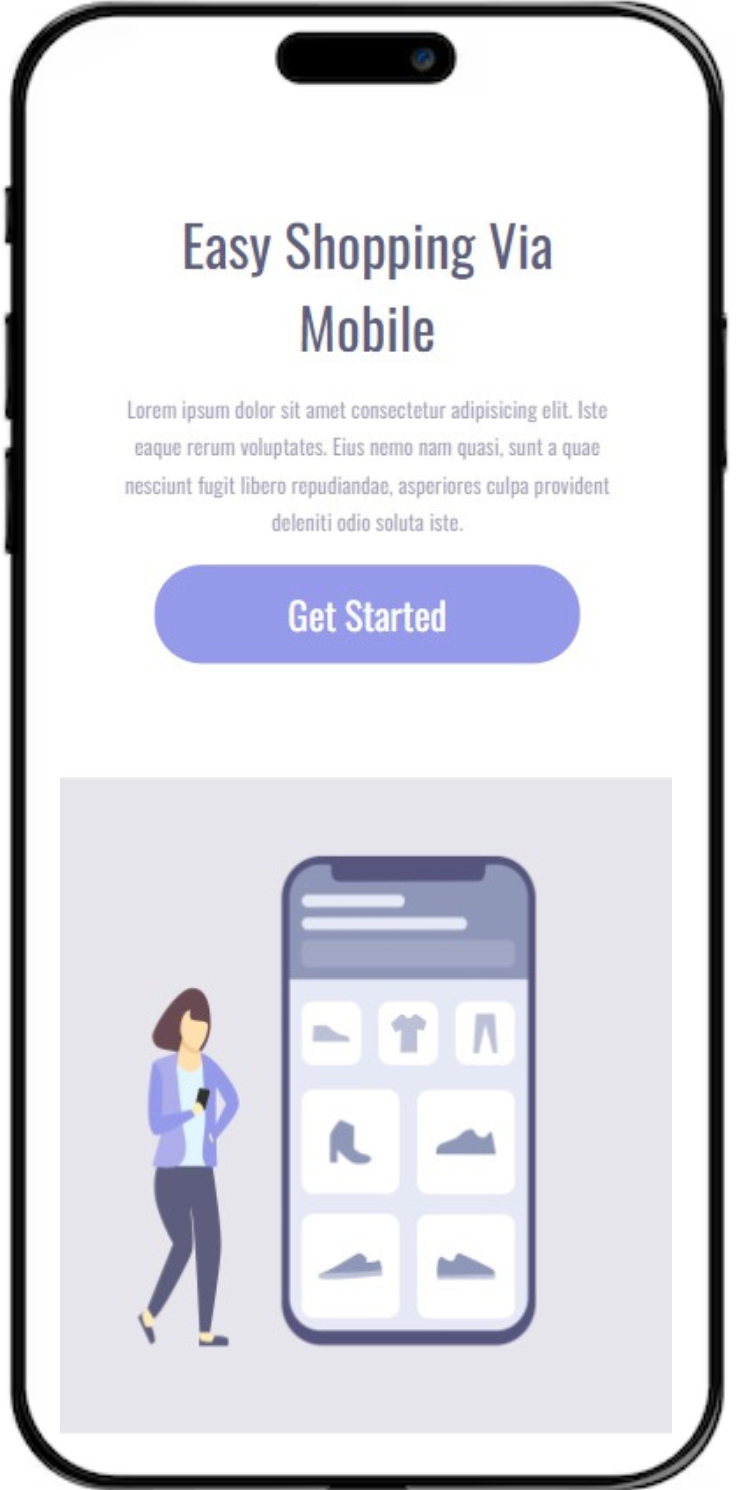 Easy Shopping Via
Mobile
Lorem ipsum dolor sit amet consectetur adipisicing elit. Iste
eaque rerum voluptates. Eius nemo nam quasi, sunt a quae
nesciunt fugit libero repudiandae, asperiores culpa provident
deleniti odio soluta iste.
Get Started